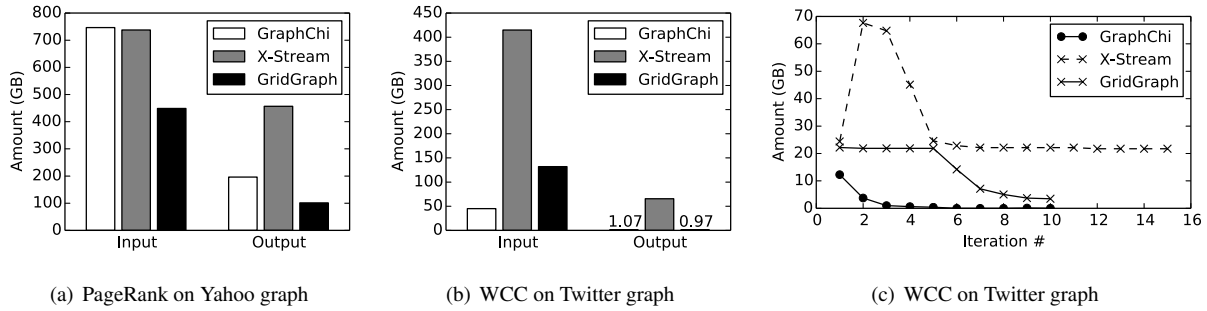 800
700
600
500
400
300
200
100
0
Amount (GB)
GraphChi
X-Stream
GridGraph
Input
Output
450
400
350
300
250
200
150
100
50
0
Amount (GB)
GraphChi
X-Stream
GridGraph
1.07
0.97
Input
Output
70
60
50
40
30
20
10
0
Amount (GB)
GraphChi
X-Stream
GridGraph
0 2 4 6 8 10 12 14 16
Iteration #
(a) PageRank on Yahoo graph
(b) WCC on Twitter graph
(c) WCC on Twitter graph